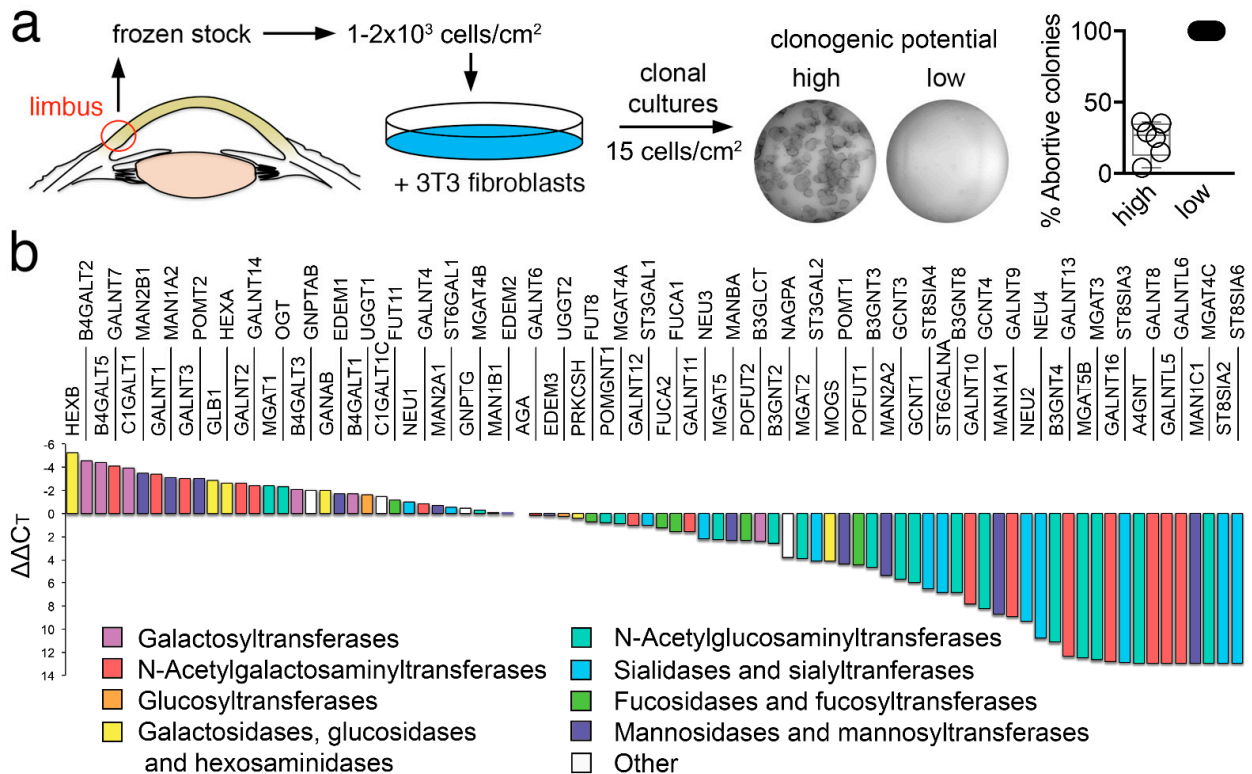 a
frozen stock
1-2x10³ cells/cm²
limbus
+ 3T3 fibroblasts
clonal
cultures
15 cells/cm²
clonogenic potential
high
low
% Abortive colonies
100
50
0
high
low
b
B4GALT2
GALNT7
MAN2B1
MAN1A2
POMT2
HEXA
GALNT14
OGT
GNPTAB
EDEM1
UGGT1
FUT11
GALNT4
ST6GAL1
MGAT4B
EDEM2
GALNT6
UGGT2
FUT8
MGAT4A
ST3GAL1
FUCA1
NEU3
MANBA
B3GLCT
NAGPA
ST3GAL2
POMT1
B3GNT3
GCNT3
ST8SIA4
B3GNT8
GCNT4
GALNT9
NEU4
GALNT13
MGAT3
ST8SIA3
GALNT8
GALNTL6
MGAT4C
ST8SIA6
HEXB
B4GALT5
C1GALT1
GALNT1
GALNT3
GLB1
GALNT2
MGAT1
B4GALT3
GANAB
B4GALT1
C1GALT1C
NEU1
MAN2A1
GNPTG
MAN1B1
AGA
EDEM3
PRKCSH
POMGNT1
GALNT12
FUCA2
GALNT11
MGAT5
POFUT2
B3GNT2
MGAT2
MOGS
POFUT1
MAN2A2
GCNT1
ST6GALNA
GALNT10
MAN1A1
NEU2
B3GNT4
MGAT5B
GALNT16
A4GNT
GALNTL5
MAN1C1
ST8SIA2
ΔΔCT
-6
-4
-2
0
2
4
6
8
10
12
14
Galactosyltransferases
N-Acetylgalactosaminyltransferases
Glucosyltransferases
Galactosidases, glucosidases
and hexosaminidases
N-Acetylglucosaminyltransferases
Sialidases and sialyltranferases
Fucosidases and fucosyltransferases
Mannosidases and mannosyltransferases
Other